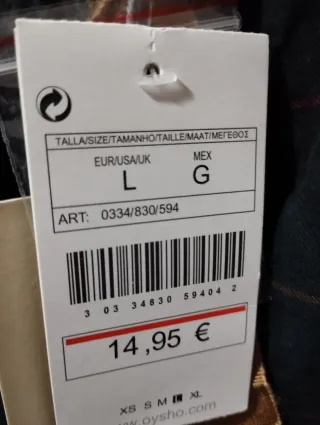 TALLA/SIZE/TAMANHO/TAILLE/MAAT/ΜΕΓΕΘΟΣ
EUR/USA/UK MEX
L G
ART: 0334/830/594
3 03 34830 59404 2
14,95 €
XS S M L XL
www.oysho.com